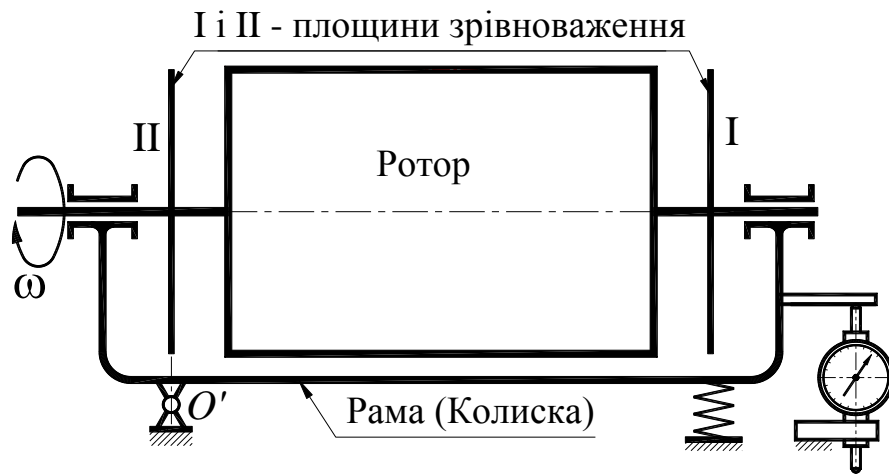 I і II - площини зрівноваження
II
I
Ротор
ω
O'
Рама (Колиска)